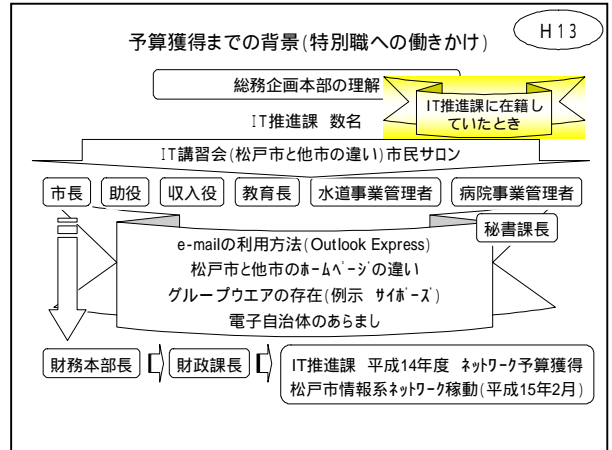 H13
予算獲得までの背景(特別職への働きかけ)
総務企画本部の理解
IT推進課に在籍し
ていたとき
IT推進課 数名
IT講習会(松戸市と他市の違い)市民サロン
市長 助役 収入役 教育長 水道事業管理者 病院事業管理者
秘書課長
e-mailの利用方法(Outlook Express)
松戸市と他市のﾎｰﾑﾍﾟｰｼﾞの違い
グループウエアの存在(例示 ｻｲﾎﾞｰｽﾞ)
電子自治体のあらまし
財務本部長 財政課長 IT推進課 平成14年度 ﾈｯﾄﾜｰｸ予算獲得
松戸市情報系ﾈｯﾄﾜｰｸ稼動(平成15年2月)